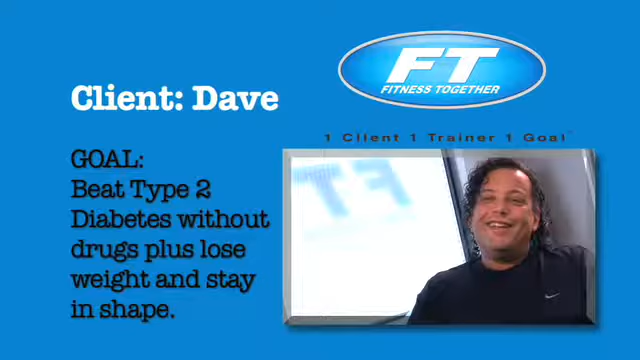 Client: Dave
GOAL:
Beat Type 2
Diabetes without
drugs plus lose
weight and stay
in shape.
FT
FITNESS TOGETHER
1 Client 1 Trainer 1 Goal
FT